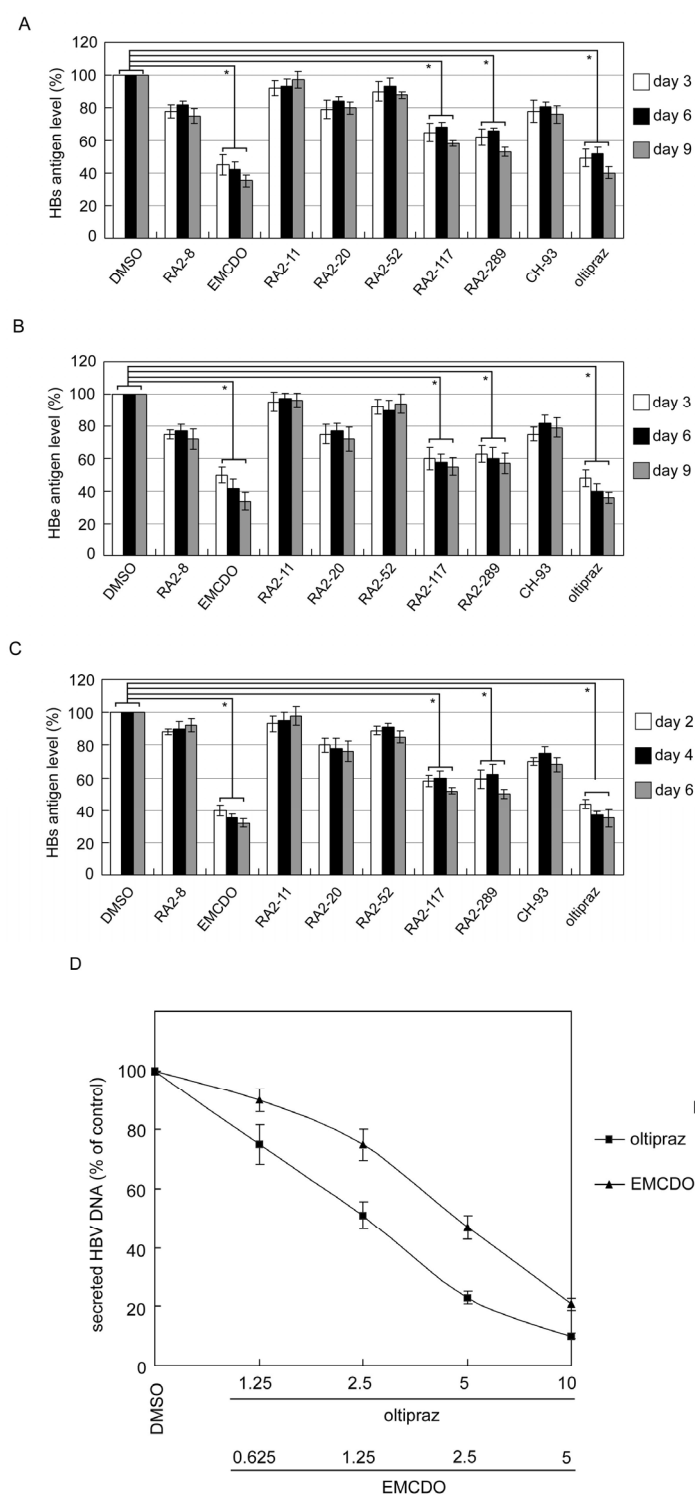 A
120
100
80
60
40
20
0
HBs antigen level (%)
* * * *
day 3
day 6
day 9
DMSO RA2-8 EMCDO RA2-11 RA2-20 RA2-52 RA2-117 RA2-289 CH-93 oltipraz
B
120
100
80
60
40
20
0
HBe antigen level (%)
* * * *
day 3
day 6
day 9
DMSO RA2-8 EMCDO RA2-11 RA2-20 RA2-52 RA2-117 RA2-289 CH-93 oltipraz
C
120
100
80
60
40
20
0
HBs antigen level (%)
* * * *
day 2
day 4
day 6
DMSO RA2-8 EMCDO RA2-11 RA2-20 RA2-52 RA2-117 RA2-289 CH-93 oltipraz
D
100
80
60
40
20
0
secreted HBV DNA (% of control)
oltipraz
EMCDO
DMSO 1.25 2.5 5 10
oltipraz
0.625 1.25 2.5 5
EMCDO